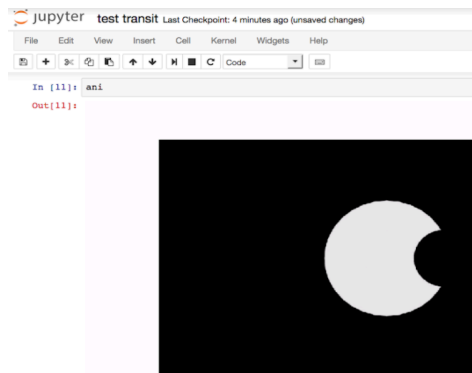 jupyter test transit Last Checkpoint: 4 minutes ago (unsaved changes)
File Edit View Insert Cell Kernel Widgets Help
Code
In [11]: ani
Out[11]: